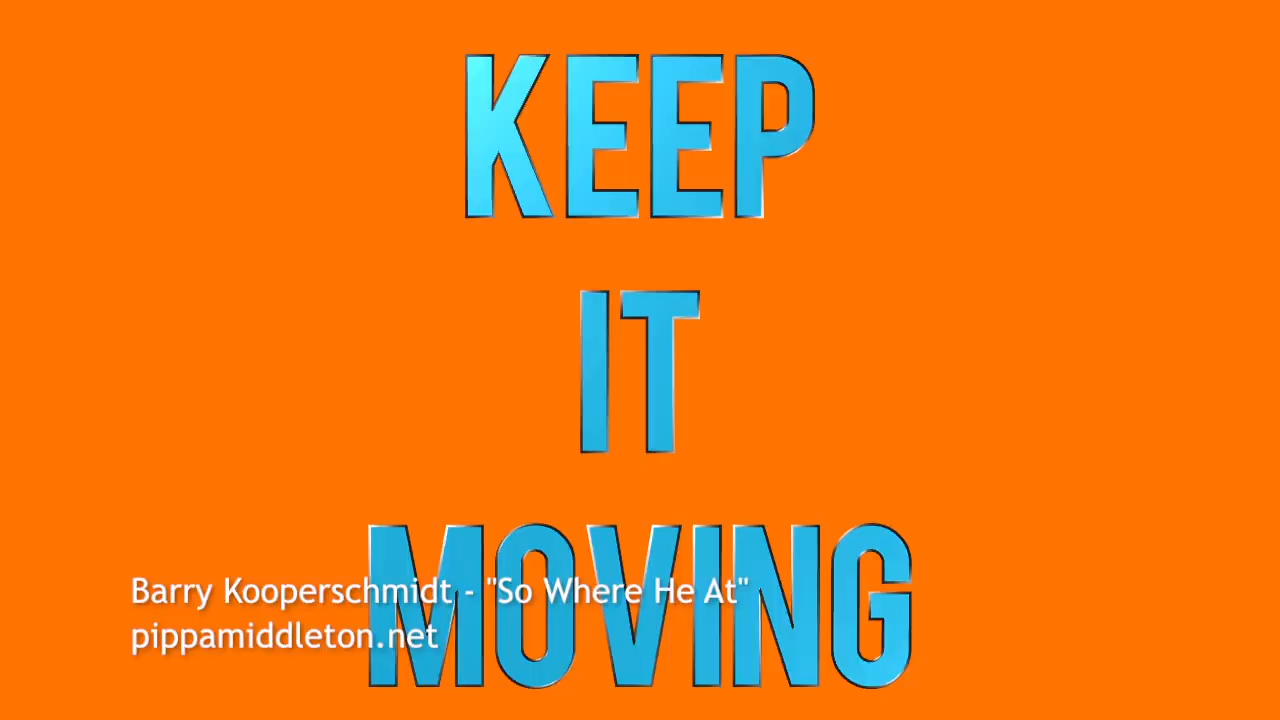 KEEP
IT
MOVING
Barry Kooperschmidt - "So Where He At"
pippamiddleton.net